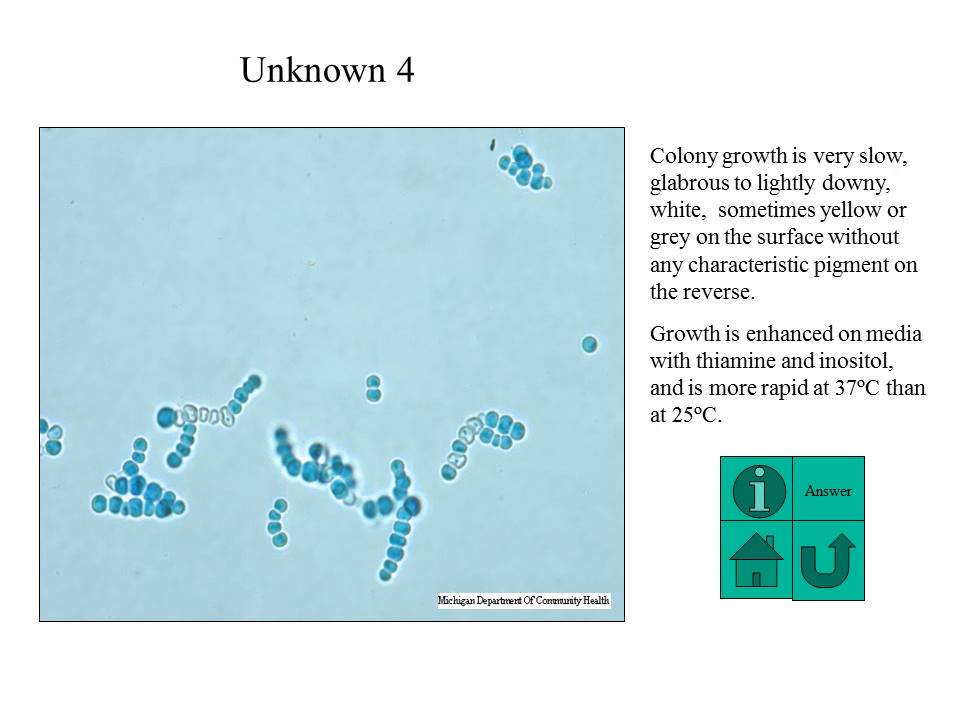 Unknown 4
Colony growth is very slow,
glabrous to lightly downy,
white,  sometimes yellow or
grey on the surface without
any characteristic pigment on
the reverse.
Growth is enhanced on media
with thiamine and inositol,
and is more rapid at 37ºC than
at 25ºC.
Answer
Michigan Department Of Community Health